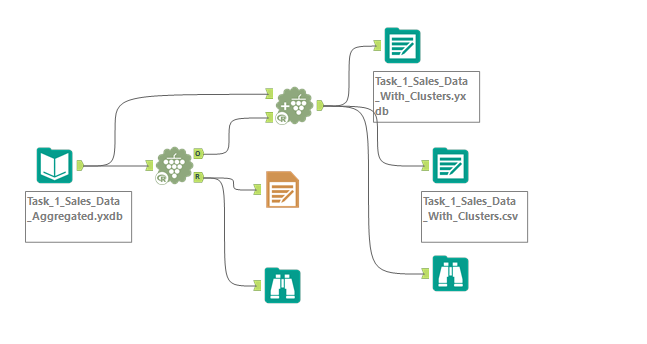 Task_1_Sales_Data
_With_Clusters.yx
db
O
R
R
R
Task_1_Sales_Data
_Aggregated.yxdb
Task_1_Sales_Data
_With_Clusters.csv